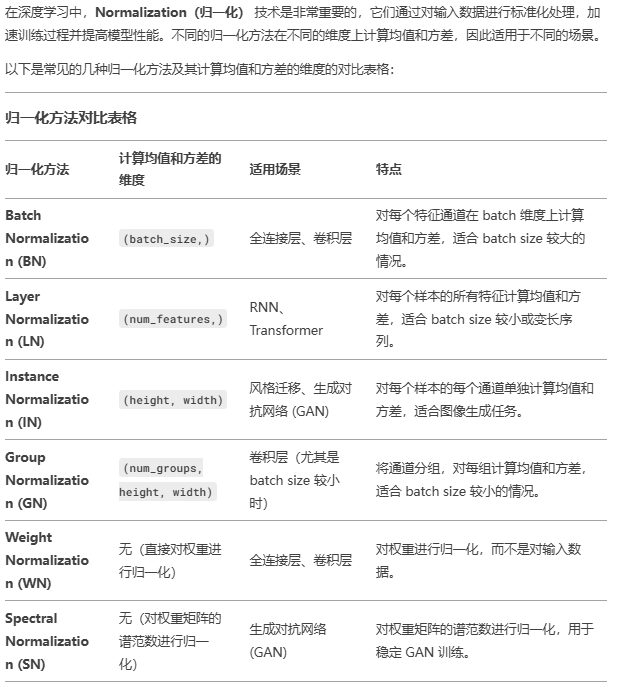 在深度学习中，Normalization（归一化） 技术是非常重要的，它们通过对输入数据进行标准化处理，加
速训练过程并提高模型性能。不同的归一化方法在不同的维度上计算均值和方差，因此适用于不同的场景。
以下是常见的几种归一化方法及其计算均值和方差的维度的对比表格：
归一化方法对比表格
归一化方法
计算均值和方差的
维度
适用场景
特点
Batch
Normalizatio
n (BN)
(batch_size,)
全连接层、卷积层
对每个特征通道在 batch 维度上计算
均值和方差，适合 batch size 较大的
情况。
Layer
Normalizatio
n (LN)
(num_features,)
RNN、
Transformer
对每个样本的所有特征计算均值和方
差，适合 batch size 较小或变长序
列。
Instance
Normalizatio
n (IN)
(height, width)
风格迁移、生成对
抗网络 (GAN)
对每个样本的每个通道单独计算均值和
方差，适合图像生成任务。
Group
Normalizatio
n (GN)
(num_groups,
height, width)
卷积层（尤其是
batch size 较小
时）
将通道分组，对每组计算均值和方差，
适合 batch size 较小的情况。
Weight
Normalizatio
n (WN)
无（直接对权重进
行归一化）
全连接层、卷积层
对权重进行归一化，而不是对输入数
据。
Spectral
Normalizatio
n (SN)
无（对权重矩阵的
谱范数进行归一
化）
生成对抗网络
(GAN)
对权重矩阵的谱范数进行归一化，用于
稳定 GAN 训练。